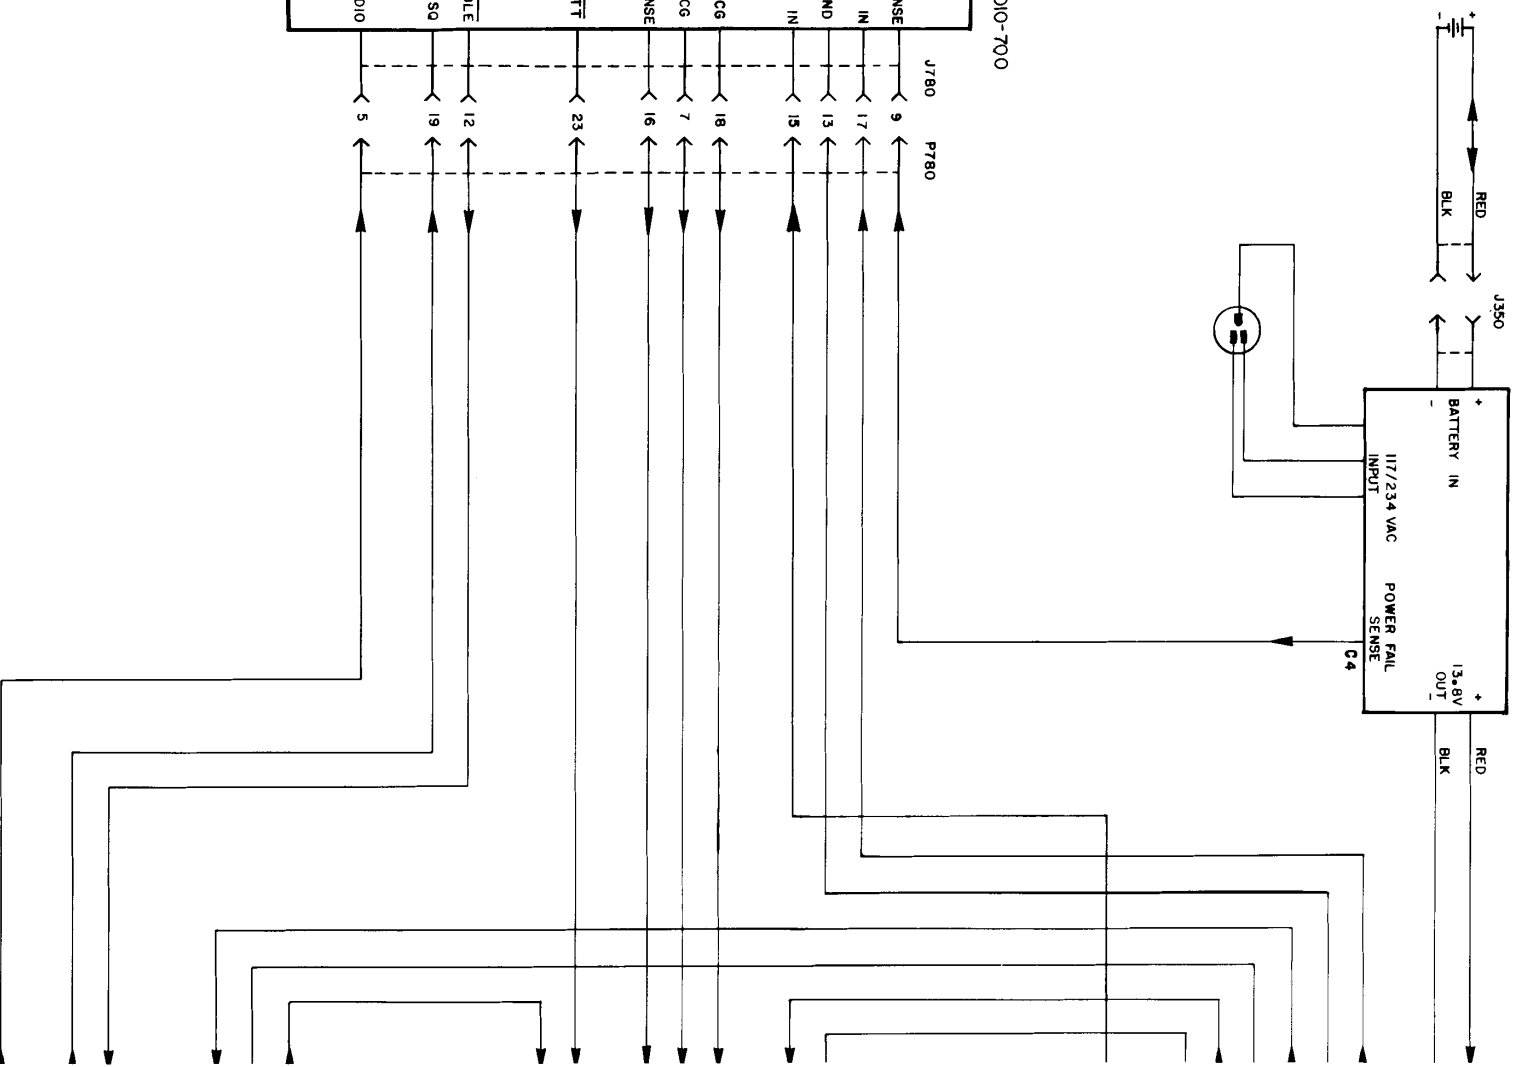 010-700
DIO
SQ
DLE
TT
NSE
CG
CG
IN
ND
IN
NSE
J780
5
19
12
23
16
7
18
15
13
17
9
P780
-
+
BLK
RED
J350
+
-
BATTERY IN
117/234 VAC
INPUT
POWER FAIL
SENSE
C4
+
13.8V
OUT
-
BLK
RED